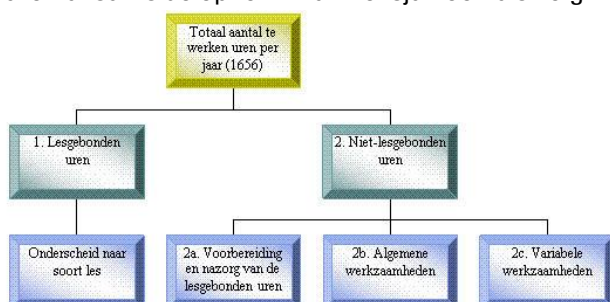 Totaal aantal te
werken uren per
jaar (1656)
1. Lesgebonden
uren
2. Niet-lesgebonden
uren
Onderscheid naar
soort les
2a. Voorbereiding
en nazorg van de
lesgebonden uren
2b. Algemene
werkzaamheden
2c. Variabele
werkzaamheden